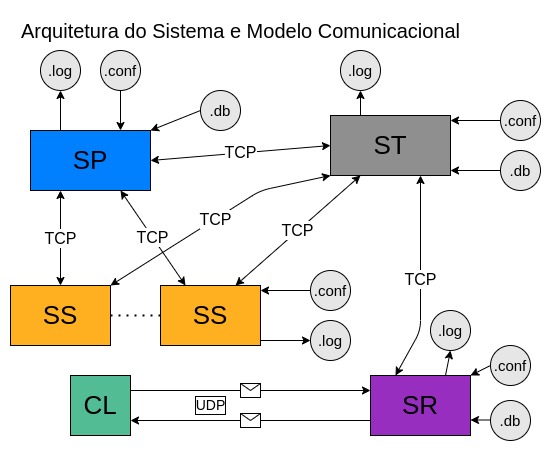 Arquitetura do Sistema e Modelo Comunicacional
.log
.conf
.log
.db
.conf
SP
TCP
ST
.db
TCP
TCP
TCP
TCP
TCP
.conf
SS
SS
.log
.log
.conf
CL
UDP
SR
.db